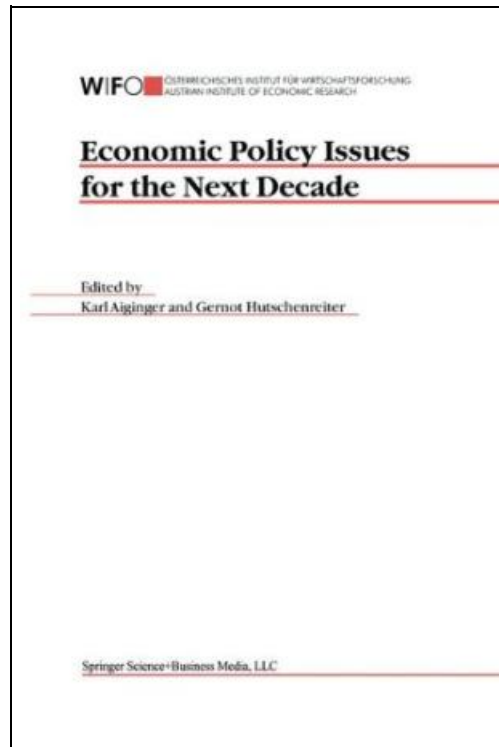 WIFO ÖSTERREICHISCHES INSTITUT FÜR WIRTSCHAFTSFORSCHUNG
AUSTRIAN INSTITUTE OF ECONOMIC RESEARCH
Economic Policy Issues
for the Next Decade
Edited by
Karl Aiginger and Gernot Hutschenreiter
Springer Science+Business Media, LLC